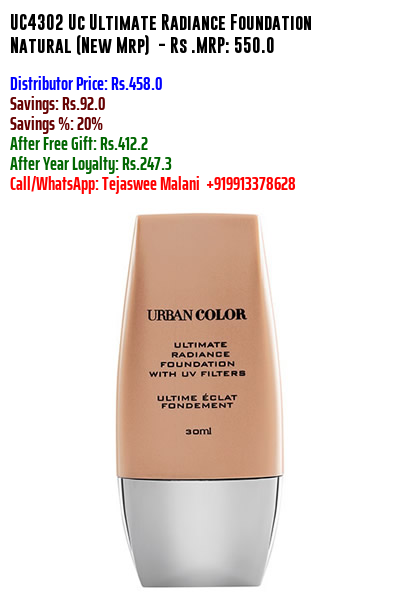 UC4302 Uc Ultimate Radiance Foundation
Natural (New Mrp) - Rs .MRP: 550.0
Distributor Price: Rs.458.0
Savings: Rs.92.0
Savings %: 20%
After Free Gift: Rs.412.2
After Year Loyalty: Rs.247.3
Call/WhatsApp: Tejaswee Malani +919913378628
URBAN COLOR
ULTIMATE
RADIANCE
FOUNDATION
WITH UV FILTERS
ULTIME ÉCLAT
FONDEMENT
30ml